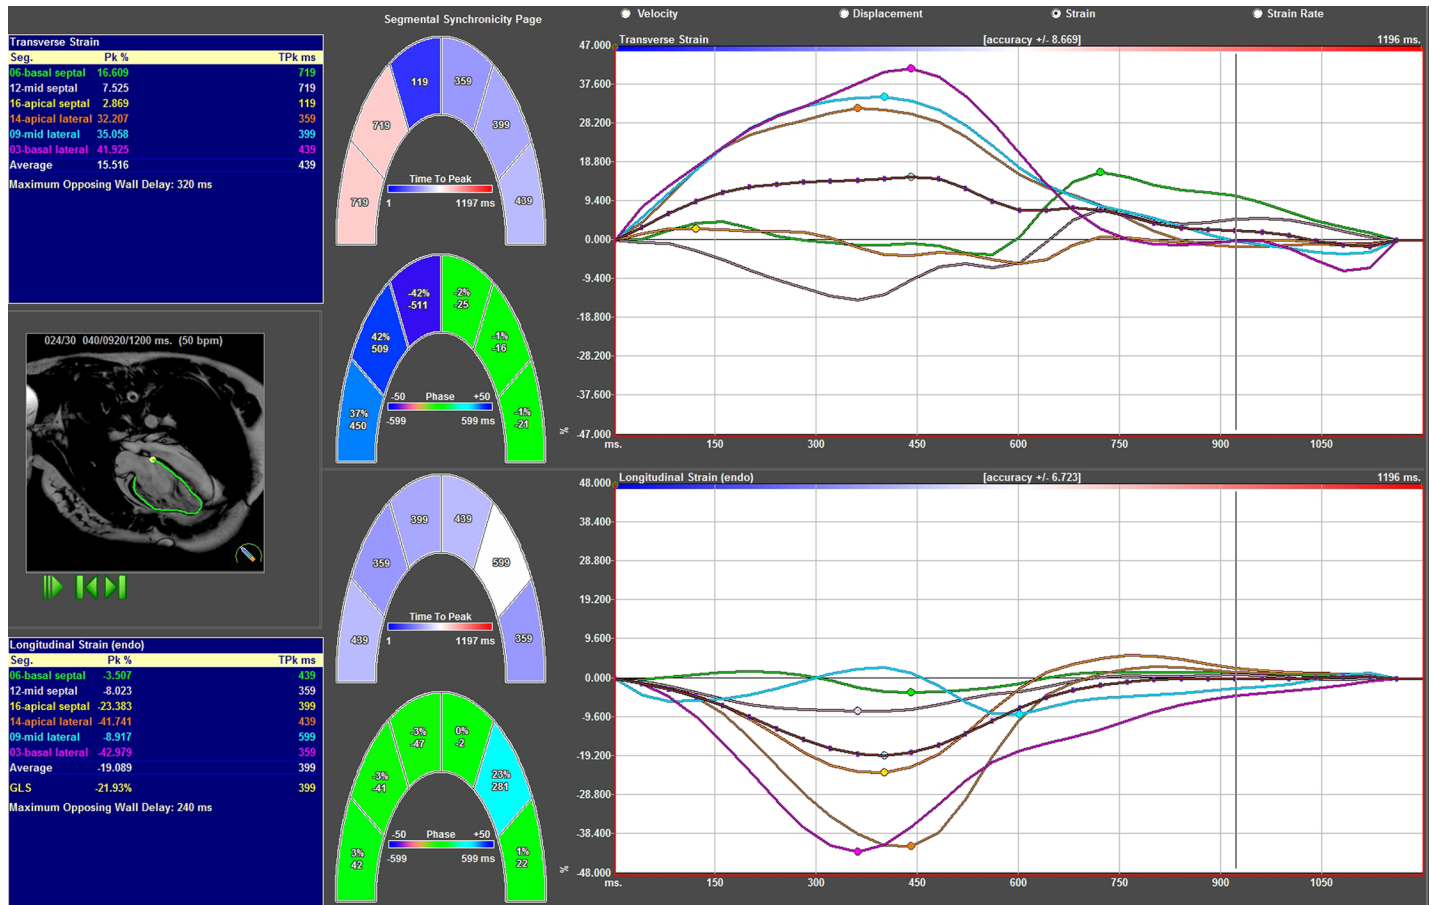 Segmental Synchronicity Page
Velocity Displacement Strain Strain Rate
Transverse Strain
Seg. Pk % TPk ms
06-basal septal 16.609 719
12-mid septal 7.525 719
16-apical septal 2.869 119
14-apical lateral 32.207 359
09-mid lateral 35.058 399
03-basal lateral 41.925 439
Average 15.516 439
Maximum Opposing Wall Delay: 320 ms
119 359
719 399
719 439
Time To Peak
1 1197 ms
-42% -2%
-511 -25
42% -1%
509 -16
37% -1%
450 -21
-50 Phase +50
-599 599 ms
Transverse Strain [accuracy +/- 8.669] 1196 ms.
47.000
37.600
28.200
18.800
9.400
0.000
-9.400
-18.800
-28.200
-37.600
-47.000
%
ms. 150 300 450 600 750 900 1050
024/30 040/0920/1200 ms. (50 bpm)
Longitudinal Strain (endo)
Seg. Pk % TPk ms
06-basal septal -3.507 439
12-mid septal -8.023 359
16-apical septal -23.383 399
14-apical lateral -41.741 439
09-mid lateral -8.917 599
03-basal lateral -42.979 359
Average -19.089 399
GLS -21.93% 399
Maximum Opposing Wall Delay: 240 ms
399 439
359 599
439 359
Time To Peak
1 1197 ms
-3% 0%
-47 -2
-3% 23%
-41 281
3% 1%
42 22
-50 Phase +50
-599 599 ms
Longitudinal Strain (endo) [accuracy +/- 6.723] 1196 ms.
48.000
38.400
28.800
19.200
9.600
0.000
-9.600
-19.200
-28.800
-38.400
-48.000
%
ms. 150 300 450 600 750 900 1050